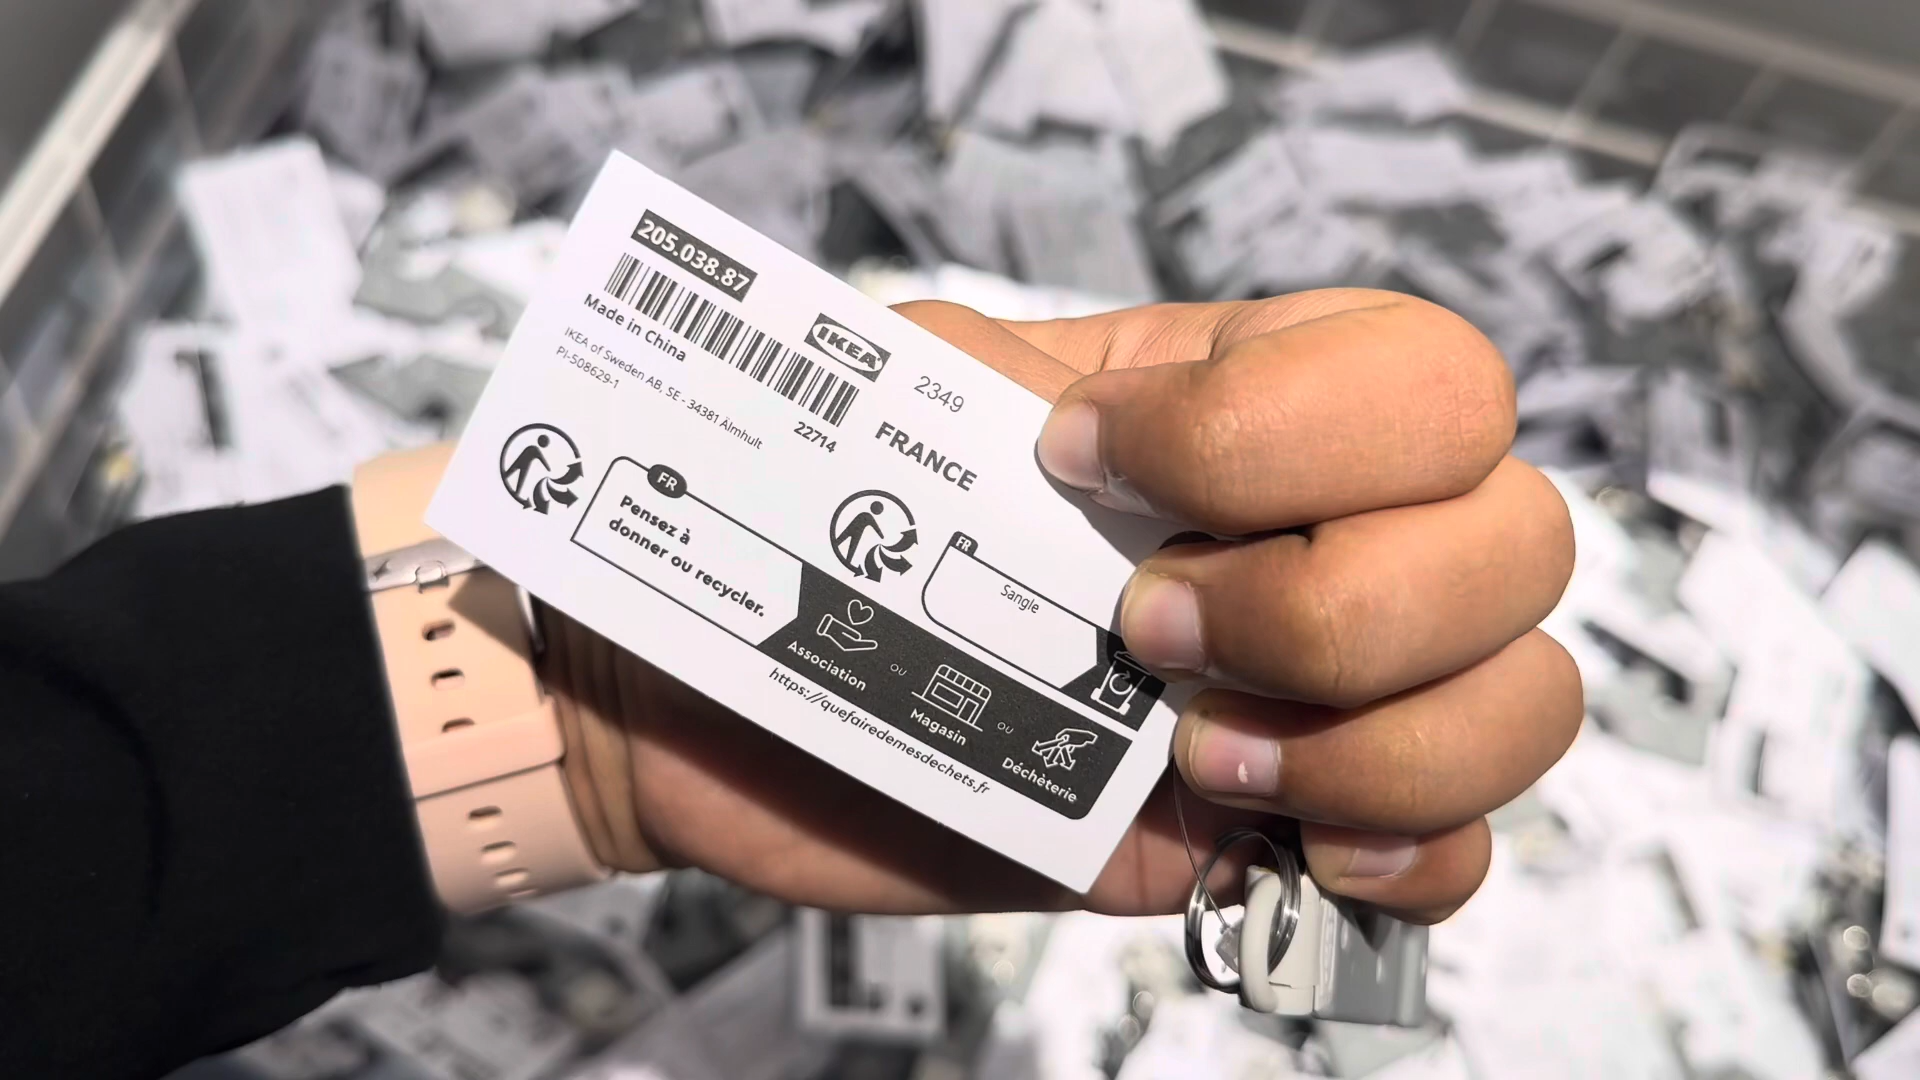 205.038.87
Made in China
IKEA of Sweden AB, SE - 34381 Älmhult
PI-508629-1
22714
IKEA
2349
FRANCE
FR
Pensez à
donner ou recycler.
Association
OU
Magasin
OU
Déchèterie
https://quefairedemesdechets.fr
FR
Sangle